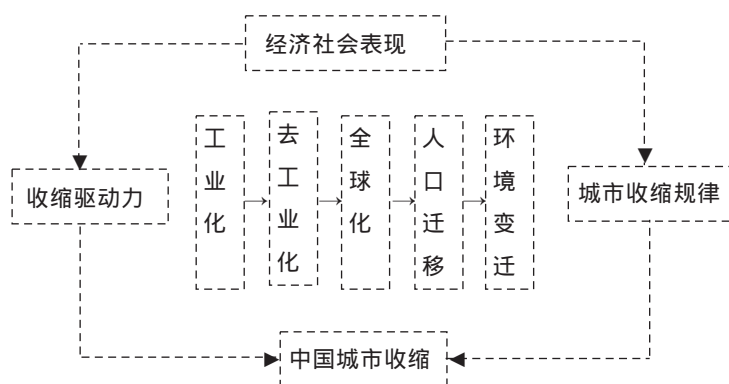 经济社会表现
工业化
去工业化
全球化
人口迁移
环境变迁
收缩驱动力
城市收缩规律
中国城市收缩